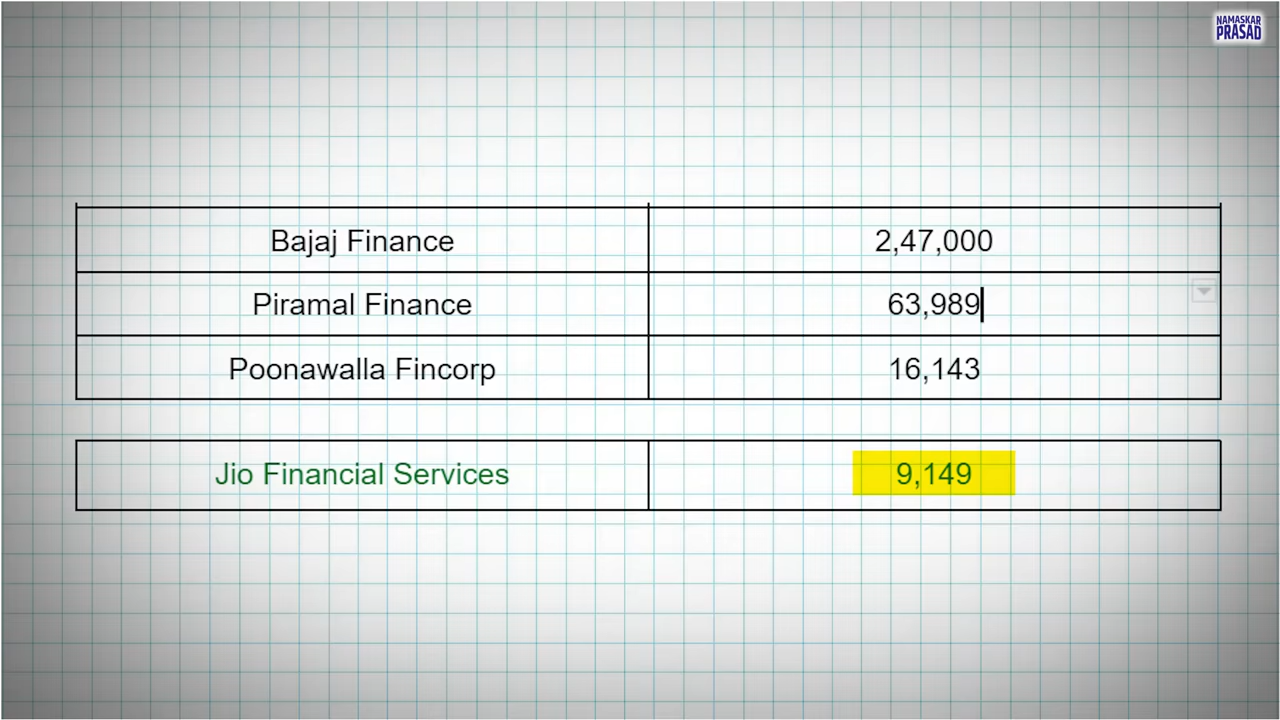 NAMASKAR
PRASAD
Bajaj Finance 2,47,000
Piramal Finance 63,989
Poonawalla Fincorp 16,143
Jio Financial Services 9,149